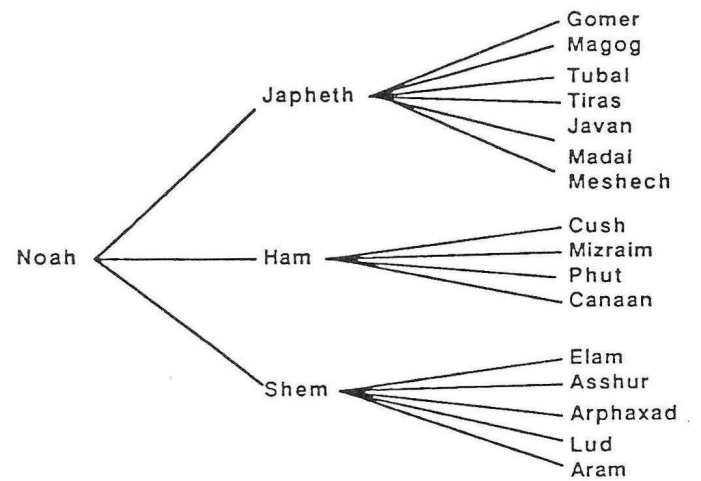 Gomer
Magog
Tubal
Japheth
Tiras
Javan
Madai
Meshech
Cush
Mizraim
Noah
Ham
Phut
Canaan
Elam
Asshur
Shem
Arphaxad
Lud
Aram